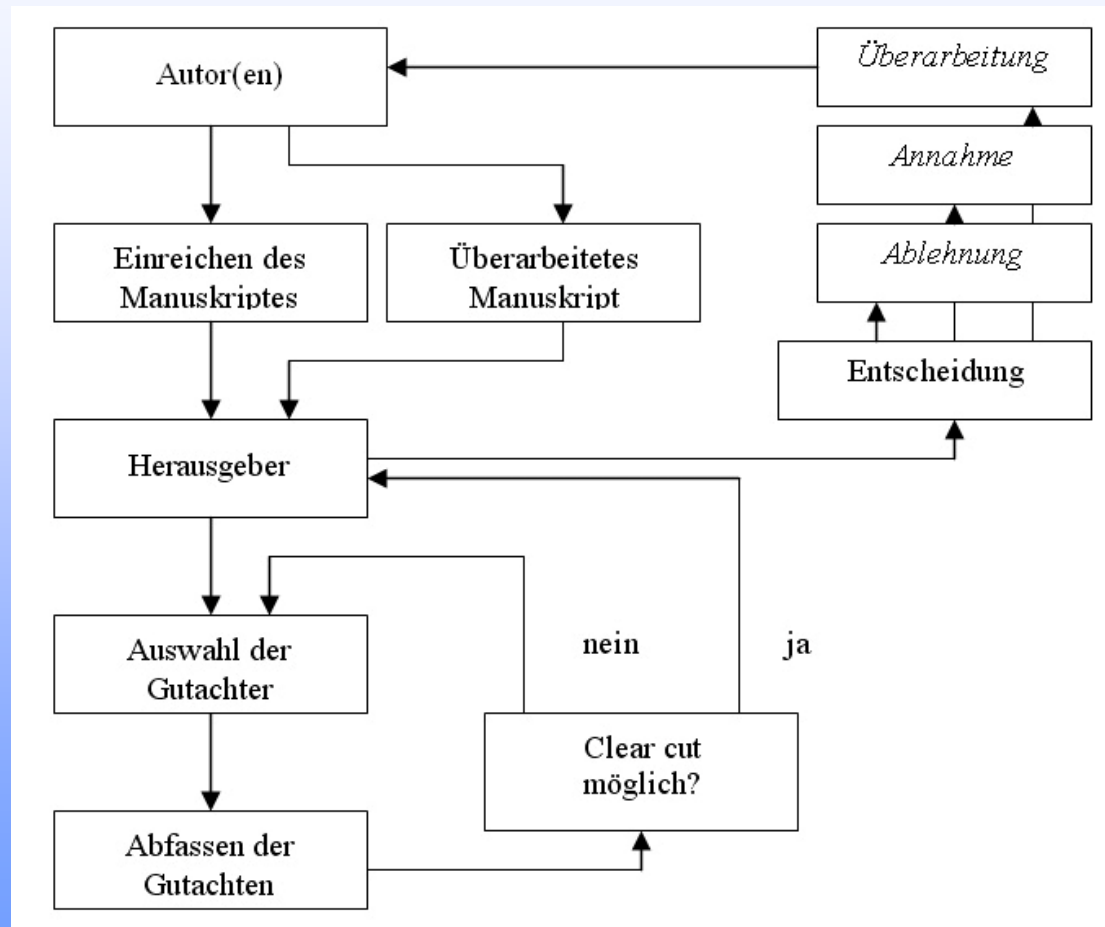 Autor(en)
Überarbeitung
Annahme
Ablehnung
Einreichen des
Manuskriptes
Überarbeitetes
Manuskript
Entscheidung
Herausgeber
nein
ja
Auswahl der
Gutachter
Clear cut
möglich?
Abfassen der
Gutachten